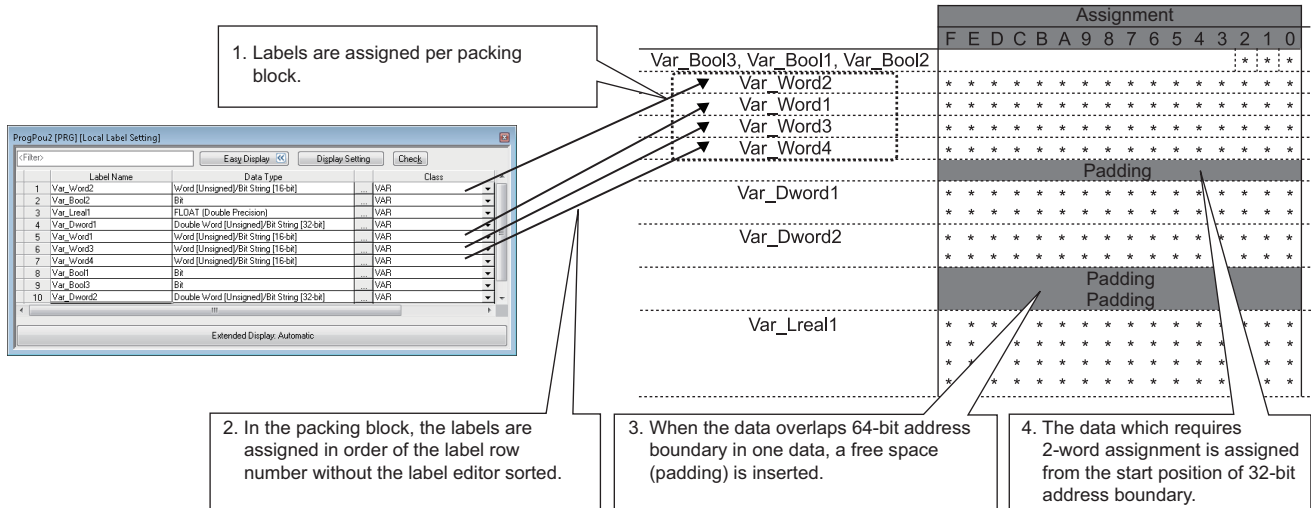 1. Labels are assigned per packing
block.
ProgPou2 [PRG] [Local Label Setting]
<Filter>
Easy Display
Display Setting
Check
Label Name Data Type Class
1 Var_Word2 Word [Unsigned]/Bit String [16-bit] ... VAR
2 Var_Bool2 Bit ... VAR
3 Var_Lreal1 FLOAT (Double Precision) ... VAR
4 Var_Dword1 Double Word [Unsigned]/Bit String [32-bit] ... VAR
5 Var_Word1 Word [Unsigned]/Bit String [16-bit] ... VAR
6 Var_Word3 Word [Unsigned]/Bit String [16-bit] ... VAR
7 Var_Word4 Word [Unsigned]/Bit String [16-bit] ... VAR
8 Var_Bool1 Bit ... VAR
9 Var_Bool3 Bit ... VAR
10 Var_Dword2 Double Word [Unsigned]/Bit String [32-bit] ... VAR
Extended Display: Automatic
Assignment
F E D C B A 9 8 7 6 5 4 3 2 1 0
Var_Bool3, Var_Bool1, Var_Bool2 * * *
Var_Word2 * * * * * * * * * * * * * * * *
Var_Word1 * * * * * * * * * * * * * * * *
Var_Word3 * * * * * * * * * * * * * * * *
Var_Word4 * * * * * * * * * * * * * * * *
Padding
Var_Dword1 * * * * * * * * * * * * * * * *
* * * * * * * * * * * * * * * *
Var_Dword2 * * * * * * * * * * * * * * * *
* * * * * * * * * * * * * * * *
Padding
Padding
Var_Lreal1 * * * * * * * * * * * * * * * *
* * * * * * * * * * * * * * * *
* * * * * * * * * * * * * * * *
* * * * * * * * * * * * * * * *
2. In the packing block, the labels are
assigned in order of the label row
number without the label editor sorted.
3. When the data overlaps 64-bit address
boundary in one data, a free space
(padding) is inserted.
4. The data which requires
2-word assignment is assigned
from the start position of 32-bit
address boundary.